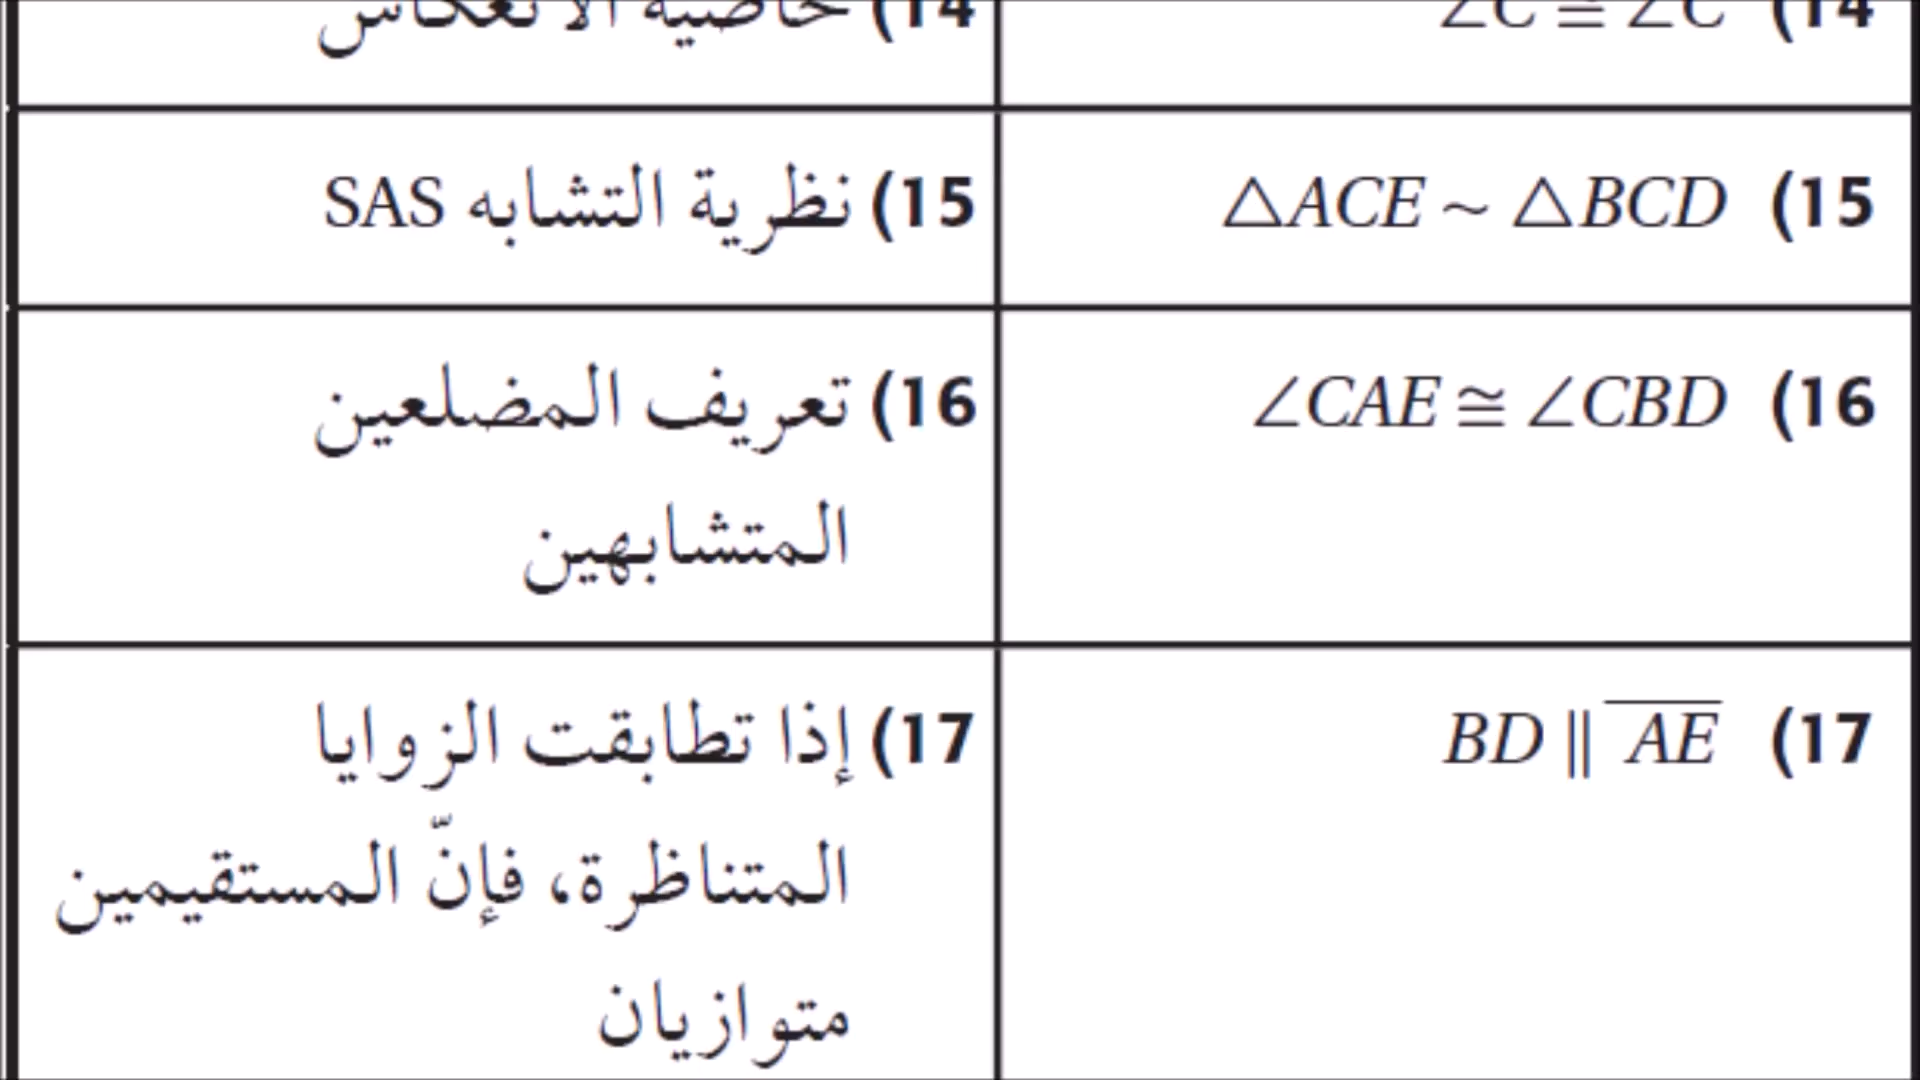 14) ∠C ≅ ∠C
14) خاصية الانعكاس
15) △ACE ~ △BCD
15) نظرية التشابه SAS
16) ∠CAE ≅ ∠CBD
16) تعريف المضلعين
المتشابهين
17) BD ∥ A̅E̅
17) إذا تطابقت الزوايا
المتناظرة، فإنّ المستقيمين
متوازيان